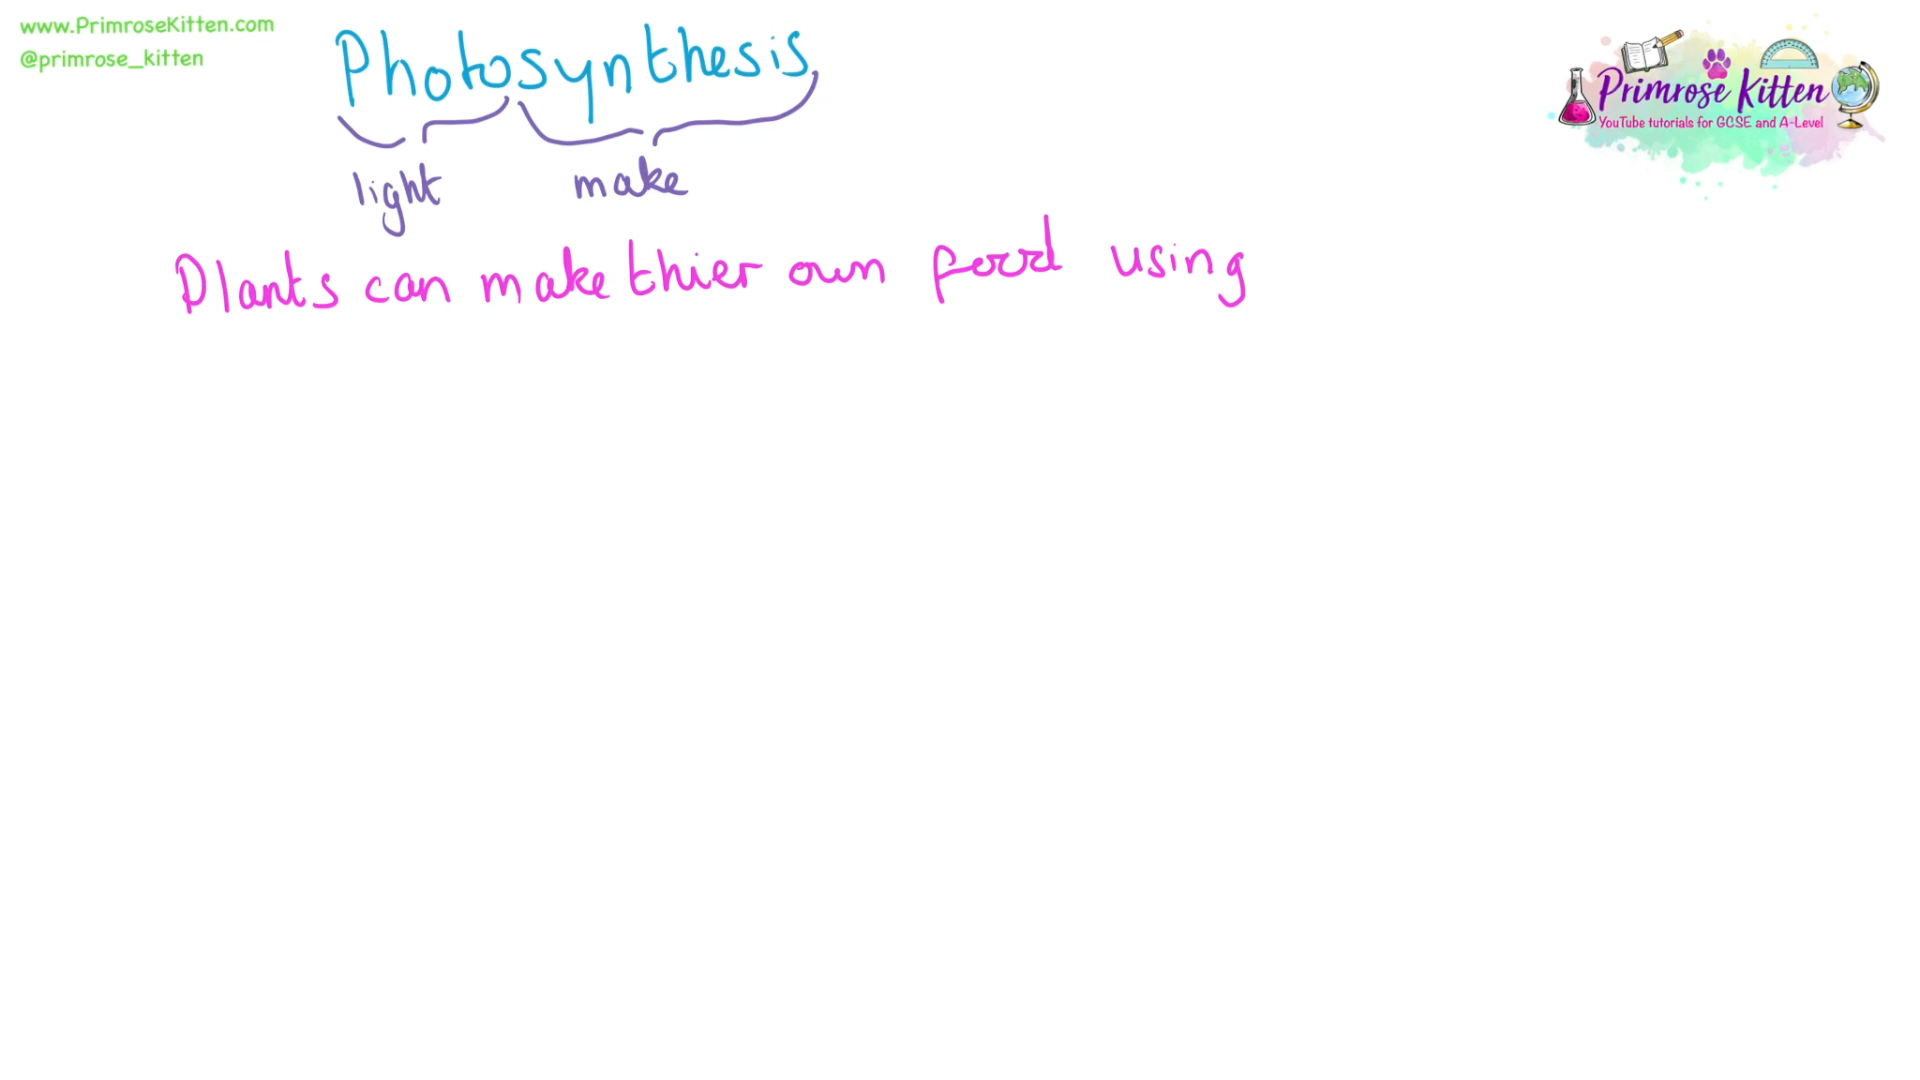 www.PrimroseKitten.com
@primrose_kitten
Photosynthesis
light make
Plants can make thier own food using
Primrose Kitten
YouTube tutorials for GCSE and A-Level